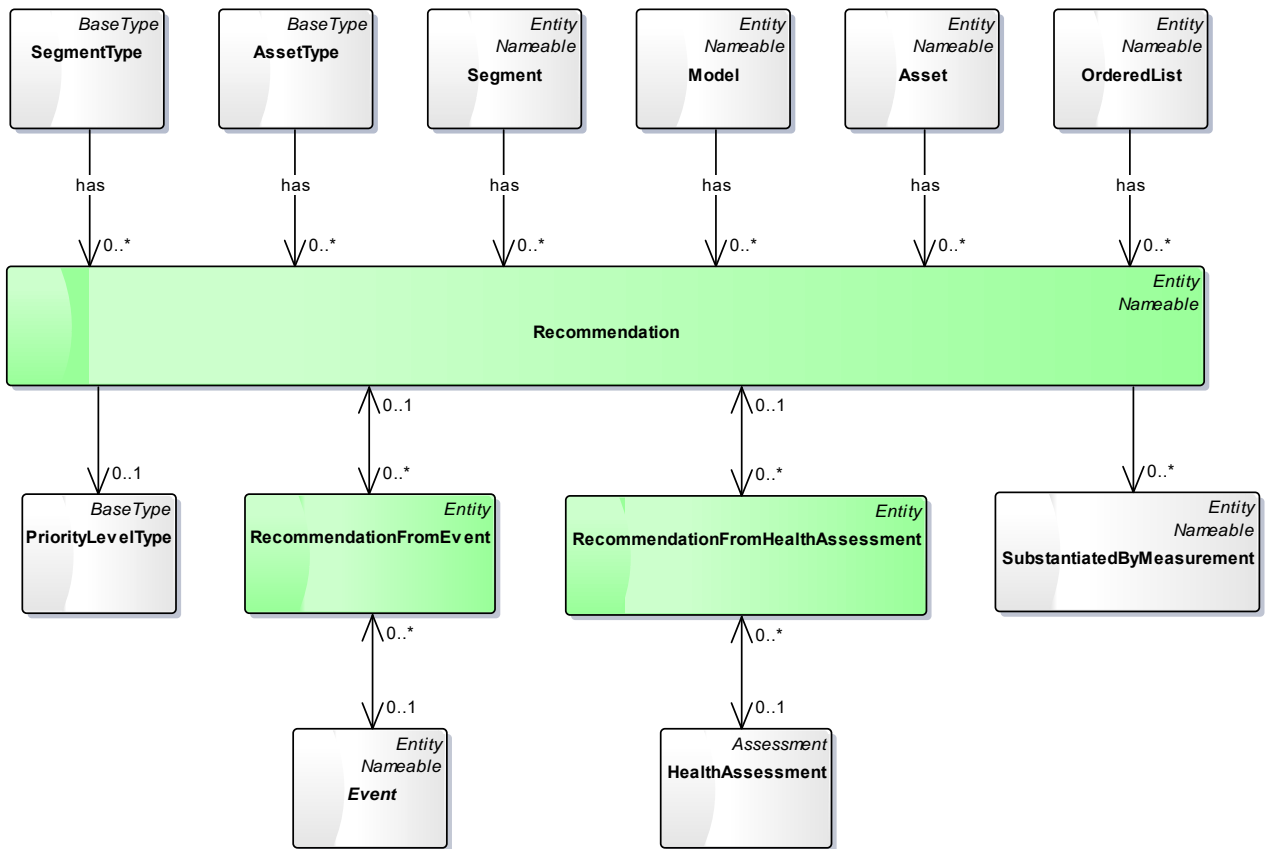 BaseType
SegmentType
BaseType
AssetType
Entity
Nameable
Segment
Entity
Nameable
Model
Entity
Nameable
Asset
Entity
Nameable
OrderedList
has
has
has
has
has
has
0..*
0..*
0..*
0..*
0..*
0..*
Entity
Nameable
Recommendation
0..1
0..1
0..1
0..*
0..*
0..*
BaseType
PriorityLevelType
Entity
RecommendationFromEvent
Entity
RecommendationFromHealthAssessment
Entity
Nameable
SubstantiatedByMeasurement
0..*
0..*
0..1
0..1
Entity
Nameable
Event
Assessment
HealthAssessment